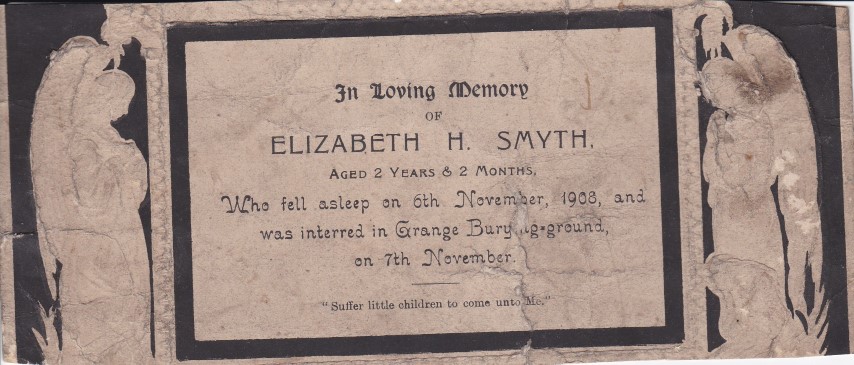 In Loving Memory
OF
ELIZABETH H. SMYTH,
AGED 2 YEARS & 2 MONTHS,
Who fell asleep on 6th November, 1908, and
was interred in Grange Burying-ground,
on 7th November.
"Suffer little children to come unto Me."